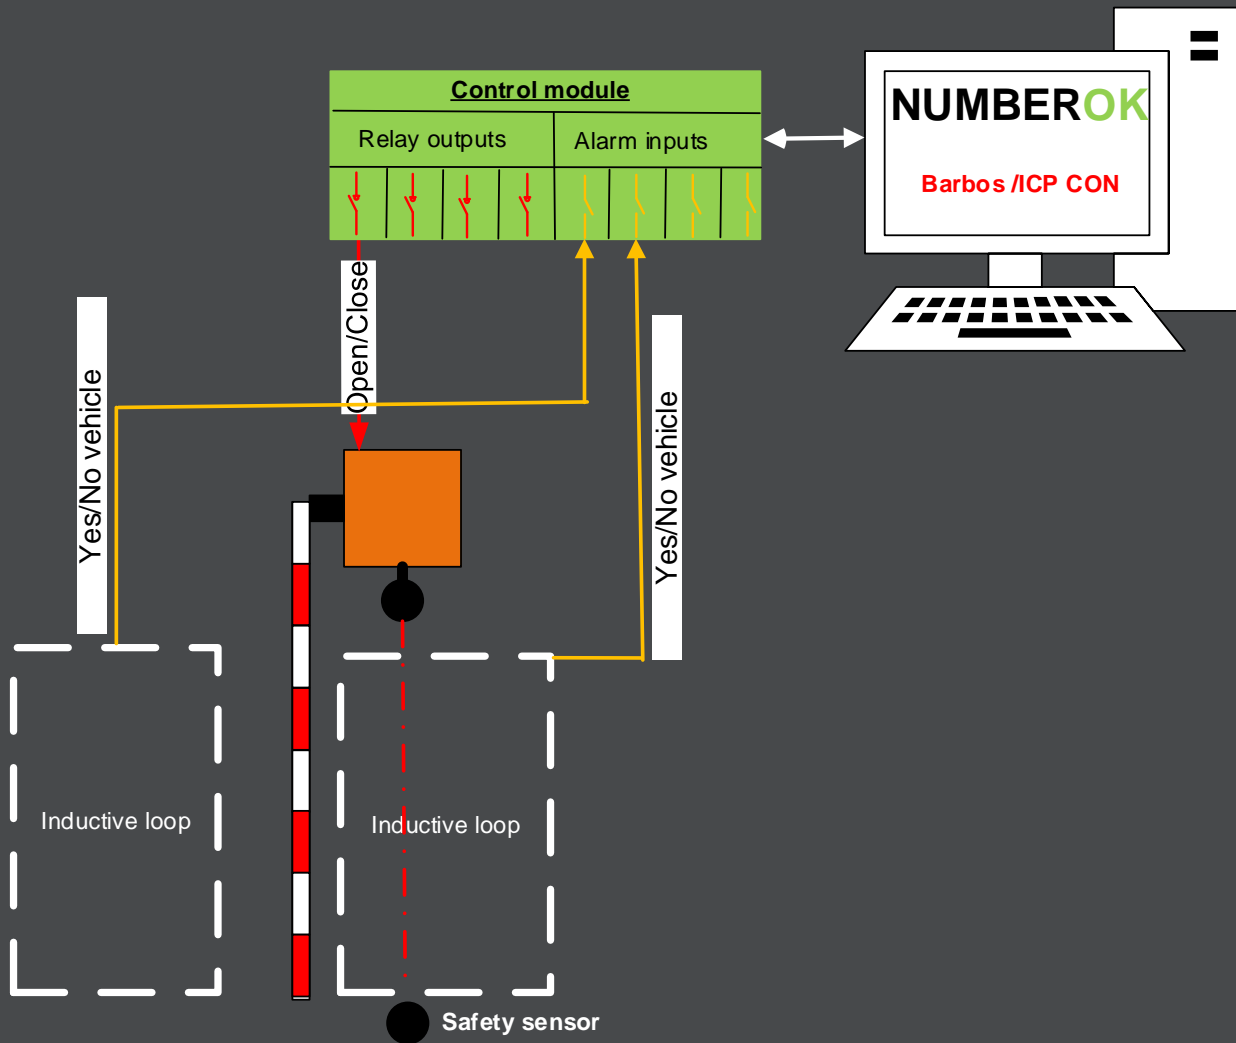 Control module
Relay outputs
Alarm inputs
NUMBEROK
Barbos /ICP CON
Open/Close
Yes/No vehicle
Yes/No vehicle
Inductive loop
Inductive loop
Safety sensor